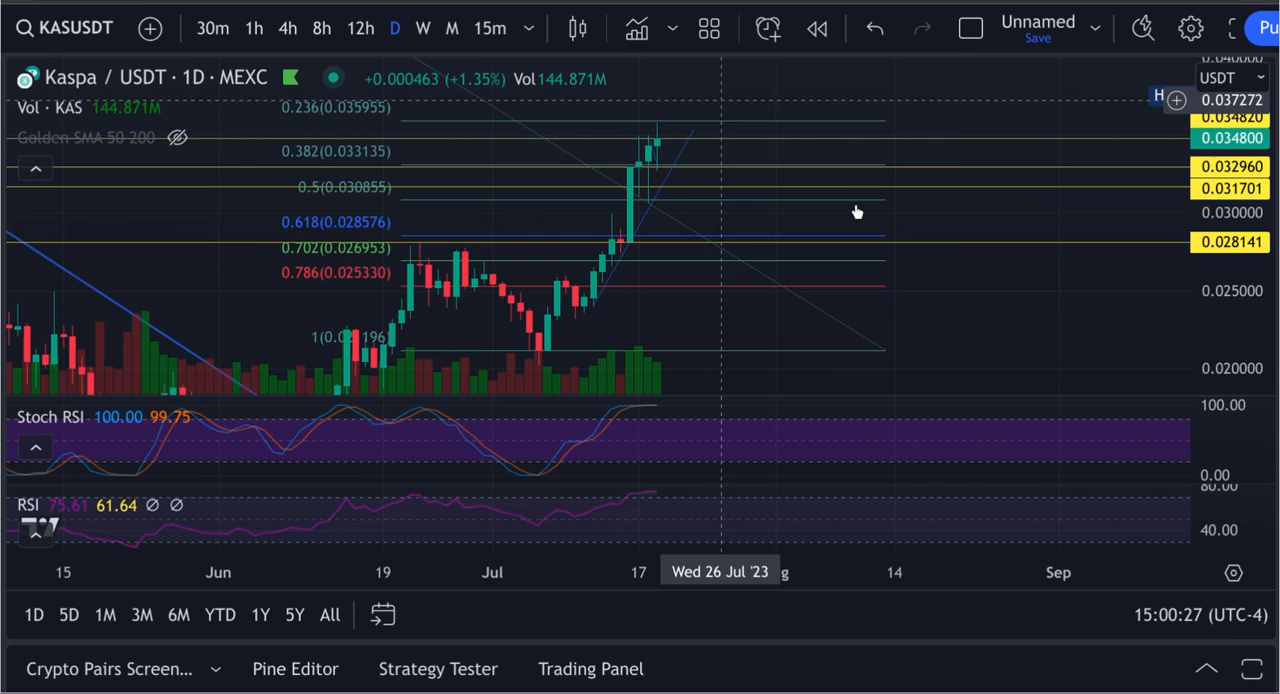 KASUSDT 30m 1h 4h 8h 12h D W M 15m Unnamed Save Pu
Kaspa / USDT · 1D · MEXC +0.000463 (+1.35%) Vol 144.871M
Vol · KAS 144.871M
Golden SMA 50 200
0.236(0.035955)
0.382(0.033135)
0.5(0.030855)
0.618(0.028576)
0.702(0.026953)
0.786(0.025330)
0.040000
USDT
H 0.037272
0.034820
0.034800
0.032960
0.031701
0.030000
0.028141
0.025000
0.020000
Stoch RSI 100.00 99.75
100.00
0.00
RSI 75.61 61.64 Ø Ø
80.00
40.00
15 Jun 19 Jul 17 Wed 26 Jul '23 14 Sep
1D 5D 1M 3M 6M YTD 1Y 5Y All 15:00:27 (UTC-4)
Crypto Pairs Screen... Pine Editor Strategy Tester Trading Panel